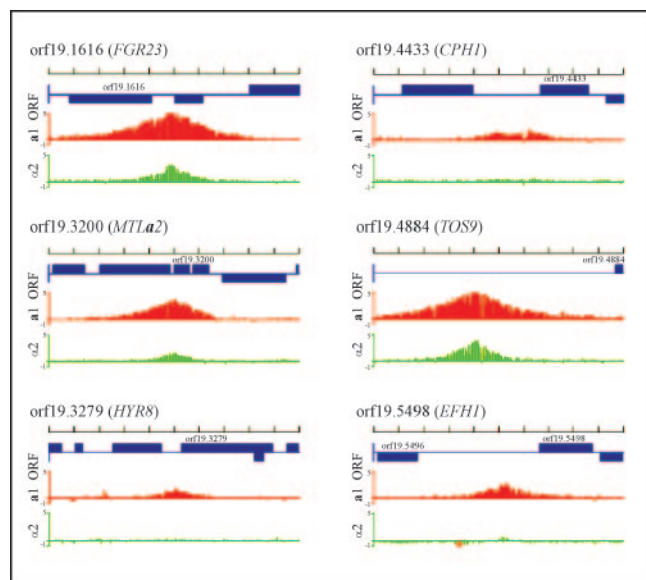 orf19.1616 (FGR23)
orf19.1616
ORF
a1
5
-1
α2
5
-1
orf19.4433 (CPH1)
orf19.4433
ORF
a1
5
-1
α2
5
-1
orf19.3200 (MTLa2)
orf19.3200
ORF
a1
5
-1
α2
5
-1
orf19.4884 (TOS9)
orf19.4884
ORF
a1
5
-1
α2
5
-1
orf19.3279 (HYR8)
orf19.3279
ORF
a1
5
-1
α2
5
-1
orf19.5498 (EFH1)
orf19.5496 orf19.5498
ORF
a1
5
-1
α2
5
-1